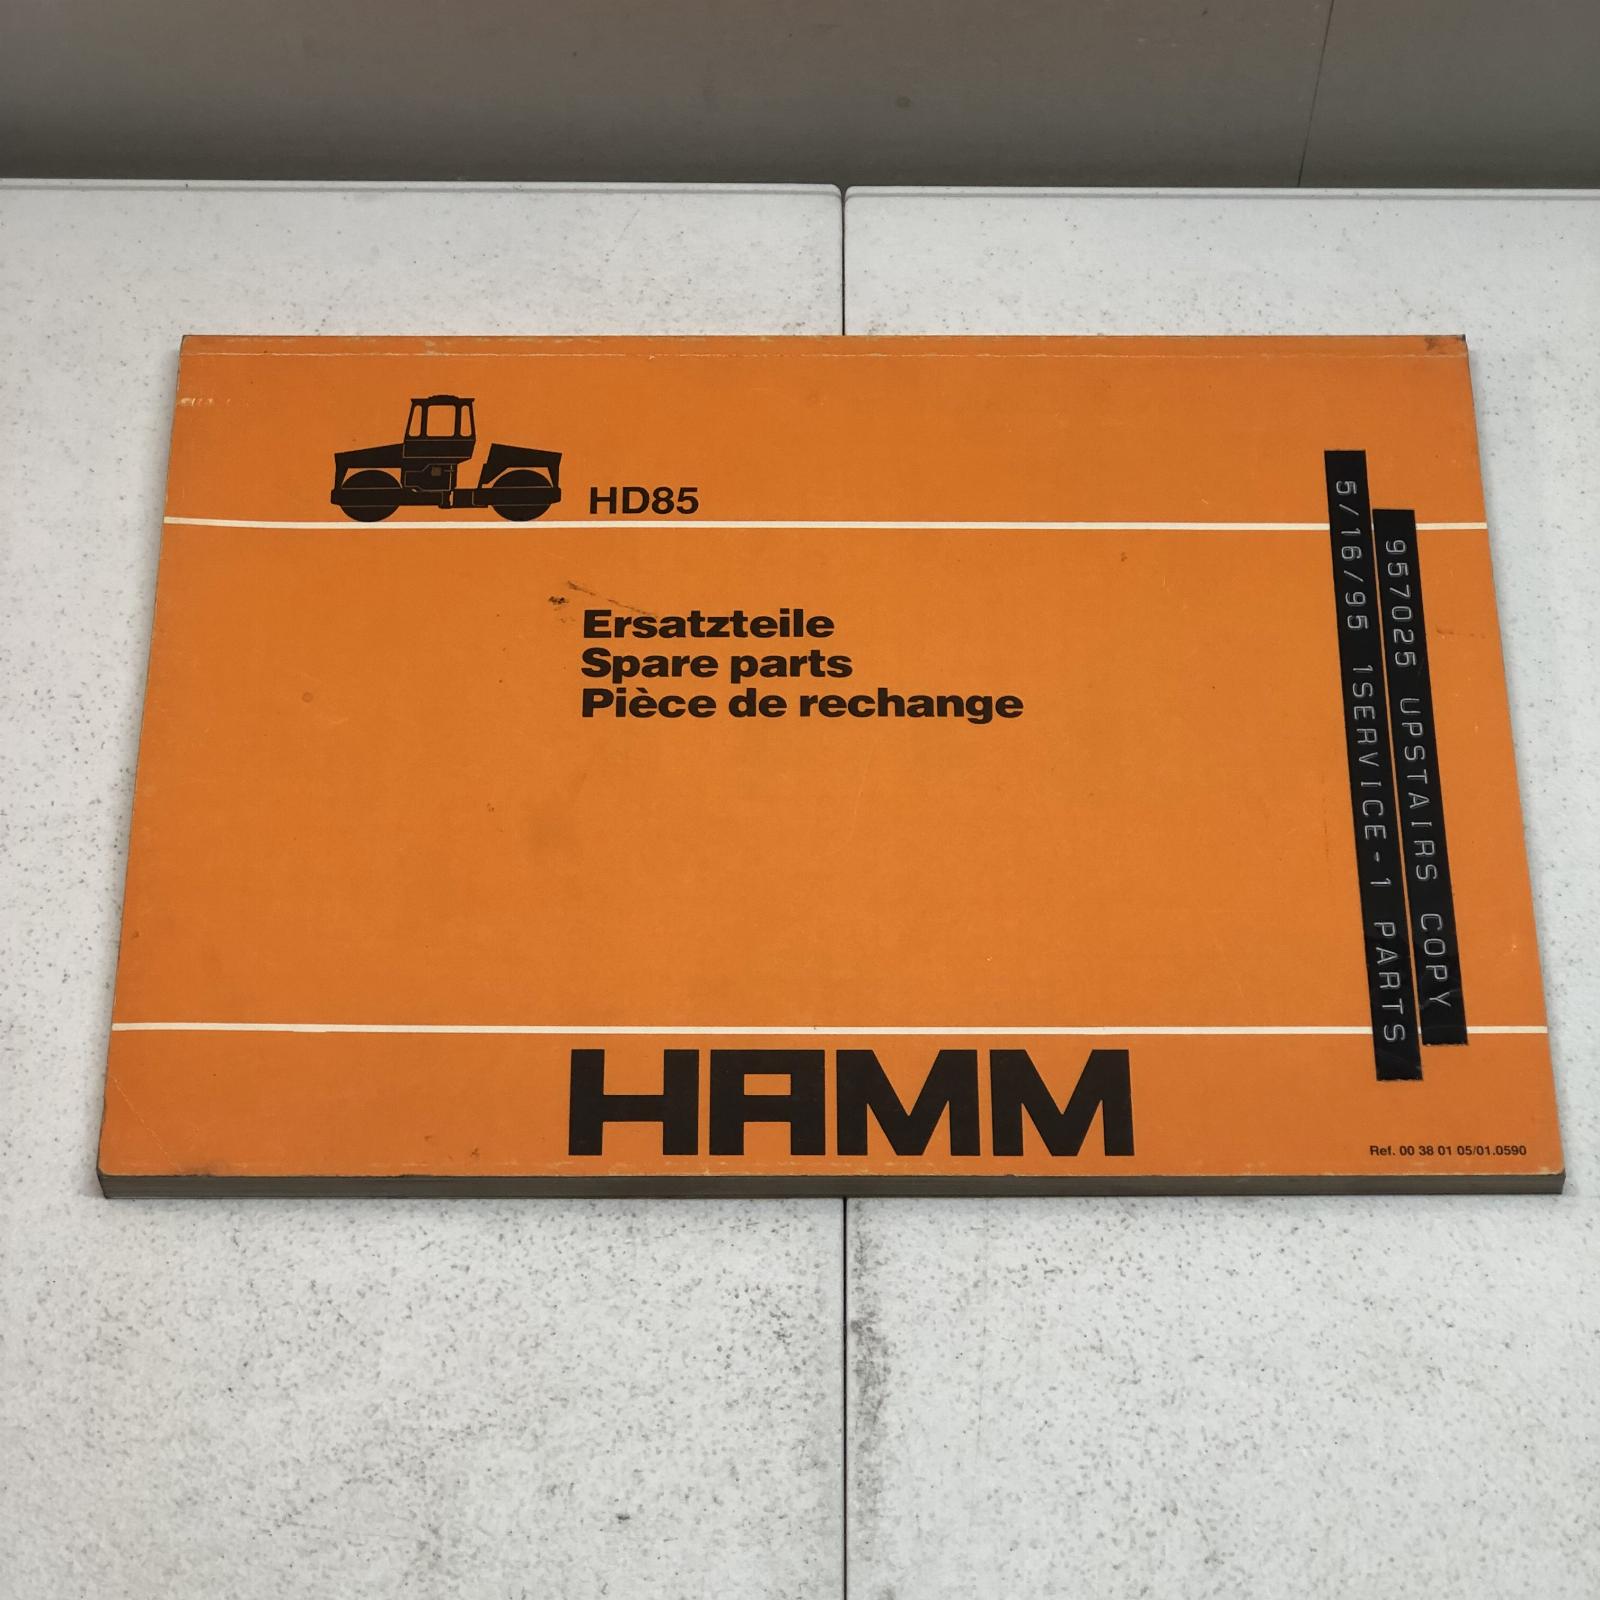 HD85
Ersatzteile
Spare parts
Pièce de rechange
957025 UPSTAIRS COPY
5/16/95 1SERVICE-1 PARTS
HAMM
Ref. 00 38 01 05/01.0590